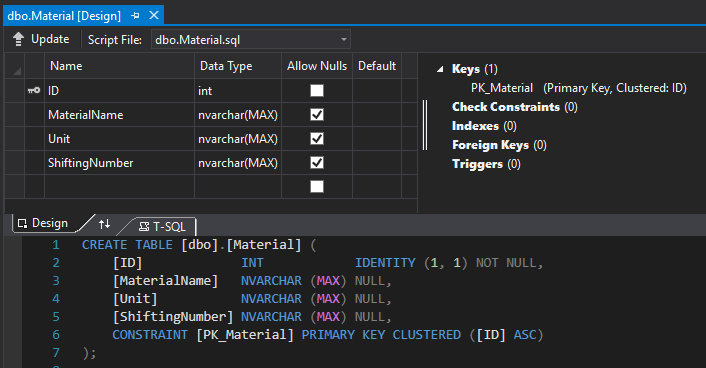 dbo.Material [Design]
Update Script File: dbo.Material.sql
Name Data Type Allow Nulls Default
ID int
MaterialName nvarchar(MAX)
Unit nvarchar(MAX)
ShiftingNumber nvarchar(MAX)
Keys (1)
PK_Material (Primary Key, Clustered: ID)
Check Constraints (0)
Indexes (0)
Foreign Keys (0)
Triggers (0)
Design T-SQL
1 CREATE TABLE [dbo].[Material] (
2 [ID] INT IDENTITY (1, 1) NOT NULL,
3 [MaterialName] NVARCHAR (MAX) NULL,
4 [Unit] NVARCHAR (MAX) NULL,
5 [ShiftingNumber] NVARCHAR (MAX) NULL,
6 CONSTRAINT [PK_Material] PRIMARY KEY CLUSTERED ([ID] ASC)
7 );